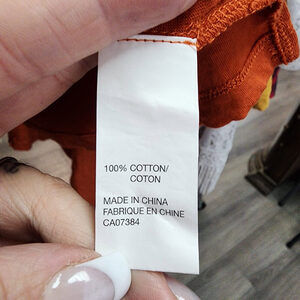 100% COTTON/
COTON
MADE IN CHINA
FABRIQUE EN CHINE
CA07384